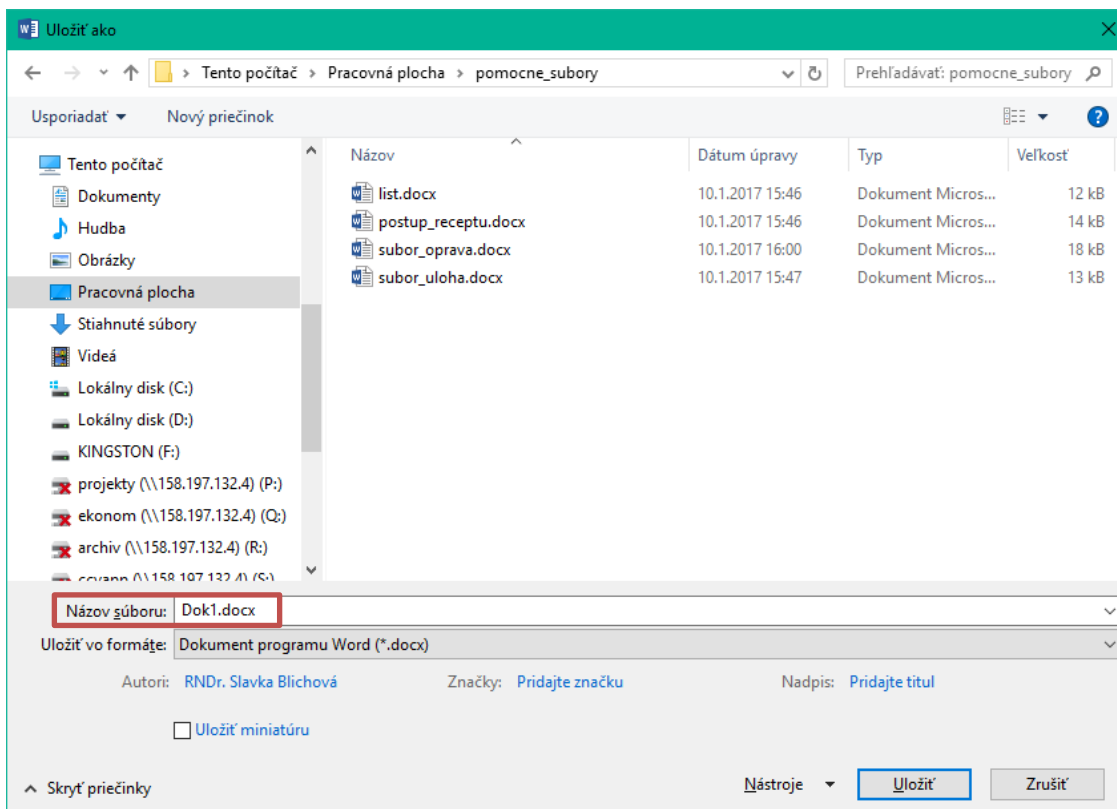 Uložiť ako
Tento počítač > Pracovná plocha > pomocne_subory
Prehľadávať: pomocne_subory
Usporiadať
Nový priečinok
Tento počítač
Dokumenty
Hudba
Obrázky
Pracovná plocha
Stiahnuté súbory
Videá
Lokálny disk (C:)
Lokálny disk (D:)
KINGSTON (F:)
projekty (\\158.197.132.4) (P:)
ekonom (\\158.197.132.4) (Q:)
archiv (\\158.197.132.4) (R:)
(\\158.197.132.4) (S:)
Názov Dátum úpravy Typ Veľkosť
list.docx 10.1.2017 15:46 Dokument Micros... 12 kB
postup_receptu.docx 10.1.2017 15:46 Dokument Micros... 14 kB
subor_oprava.docx 10.1.2017 16:00 Dokument Micros... 18 kB
subor_uloha.docx 10.1.2017 15:47 Dokument Micros... 13 kB
Názov súboru: Dok1.docx
Uložiť vo formáte: Dokument programu Word (*.docx)
Autori: RNDr. Slavka Blichová Značky: Pridajte značku Nadpis: Pridajte titul
Uložiť miniatúru
Skryť priečinky
Nástroje Uložiť Zrušiť